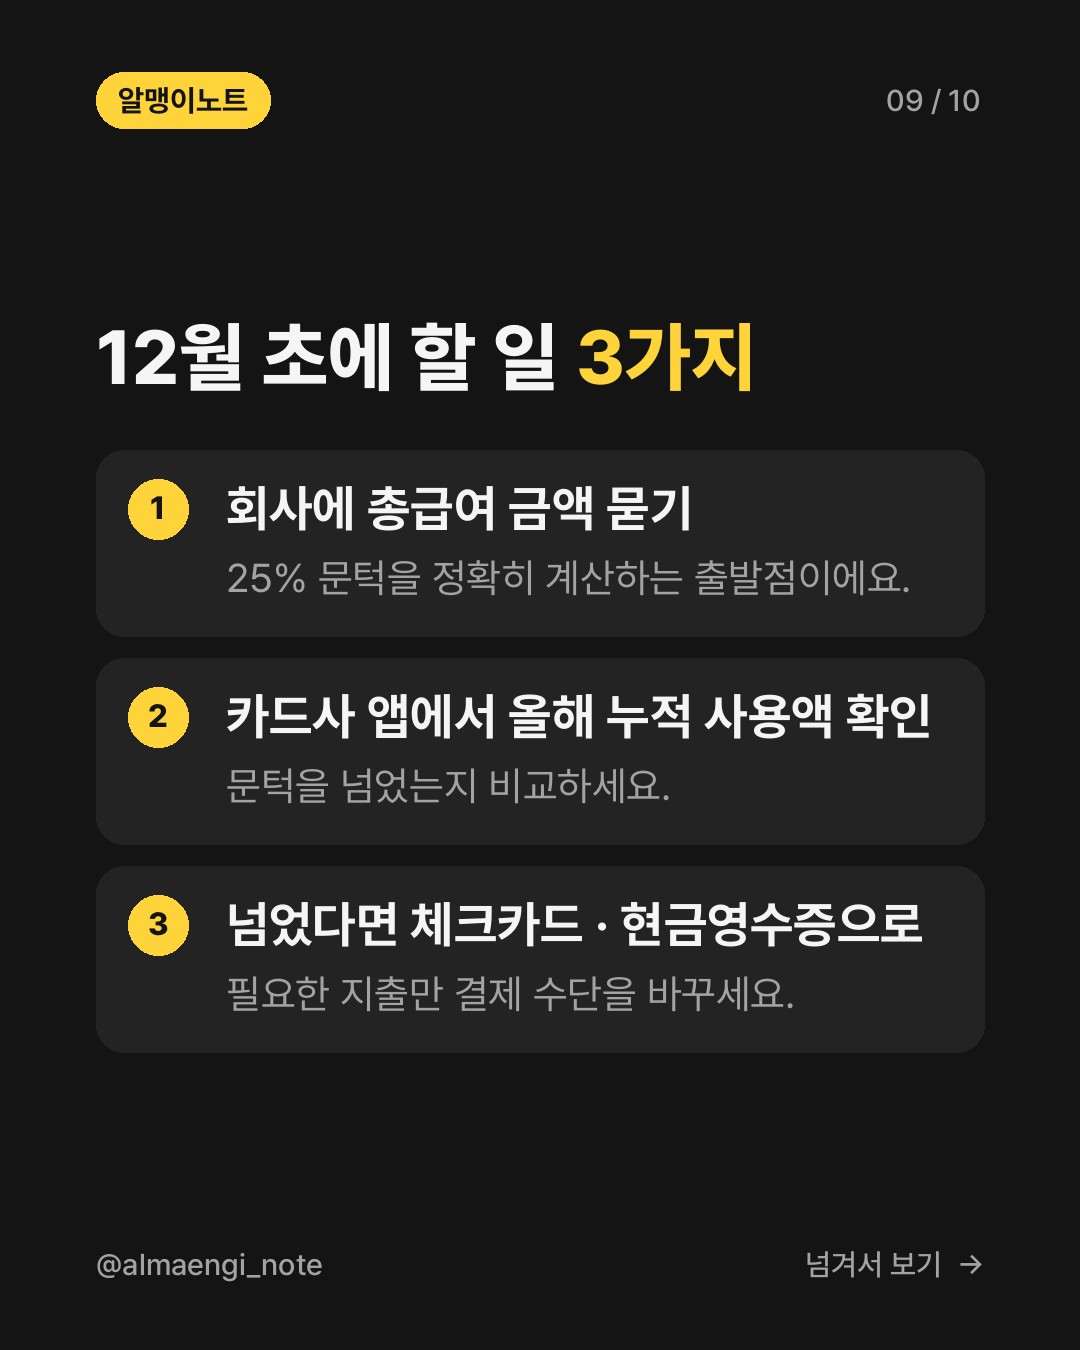 알맹이노트
09 / 10
12월 초에 할 일 3가지
1 회사에 총급여 금액 묻기
25% 문턱을 정확히 계산하는 출발점이에요.
2 카드사 앱에서 올해 누적 사용액 확인
문턱을 넘었는지 비교하세요.
3 넘었다면 체크카드 · 현금영수증으로
필요한 지출만 결제 수단을 바꾸세요.
@almaengi_note
넘겨서 보기 →